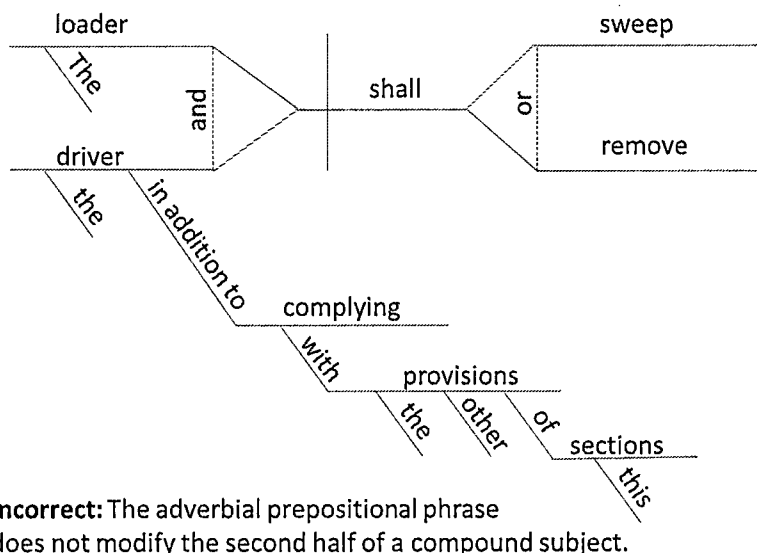 loader
sweep
The
and
shall
or
driver
remove
the
in addition to
complying
with
provisions
the
other
of
sections
this
ncorrect: The adverbial prepositional phrase
does not modify the second half of a compound subject.